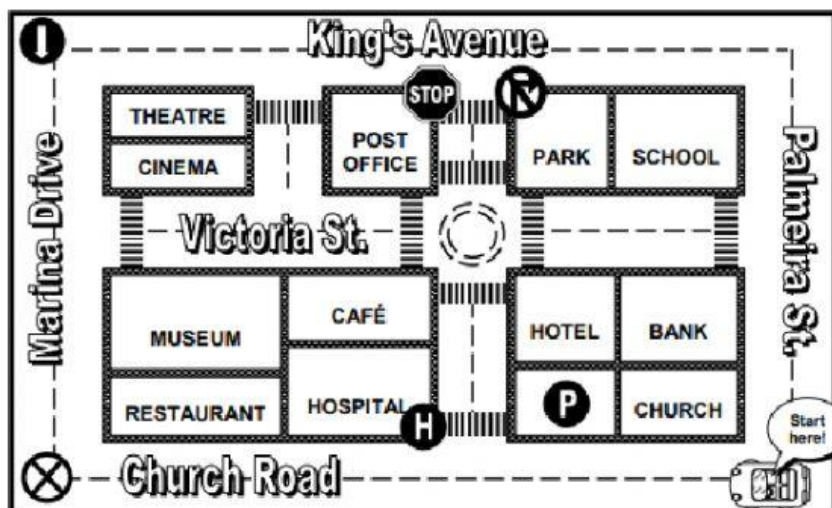 King's Avenue
STOP
THEATRE
CINEMA
POST
OFFICE
PARK
SCHOOL
Marina Drive
Victoria St.
Palmeira St.
MUSEUM
CAFÉ
HOTEL
BANK
RESTAURANT
HOSPITAL
H
P
CHURCH
Start
here!
Church Road